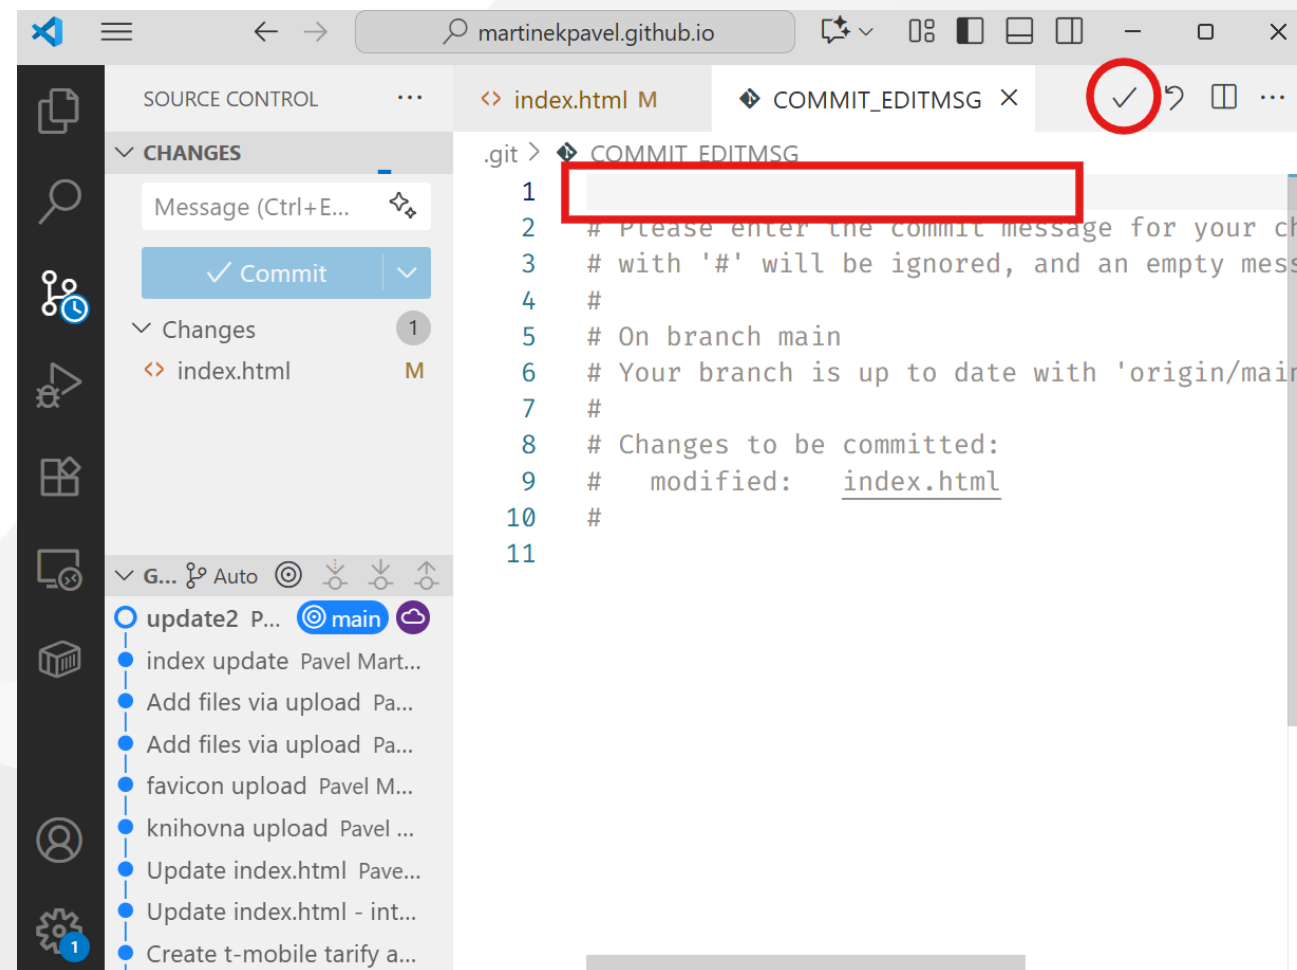 martinekpavel.github.io
SOURCE CONTROL ...
index.html M
COMMIT_EDITMSG
CHANGES
.git > COMMIT_EDITMSG
Message (Ctrl+E...
Commit
Changes 1
index.html M
1
2 # Please enter the commit message for your ch
3 # with '#' will be ignored, and an empty mess
4 #
5 # On branch main
6 # Your branch is up to date with 'origin/main
7 #
8 # Changes to be committed:
9 # modified: index.html
10 #
11
G... Auto
update2 P... main
index update Pavel Mart...
Add files via upload Pa...
Add files via upload Pa...
favicon upload Pavel M...
knihovna upload Pavel ...
Update index.html Pave...
Update index.html - int...
Create t-mobile tarify a...
1